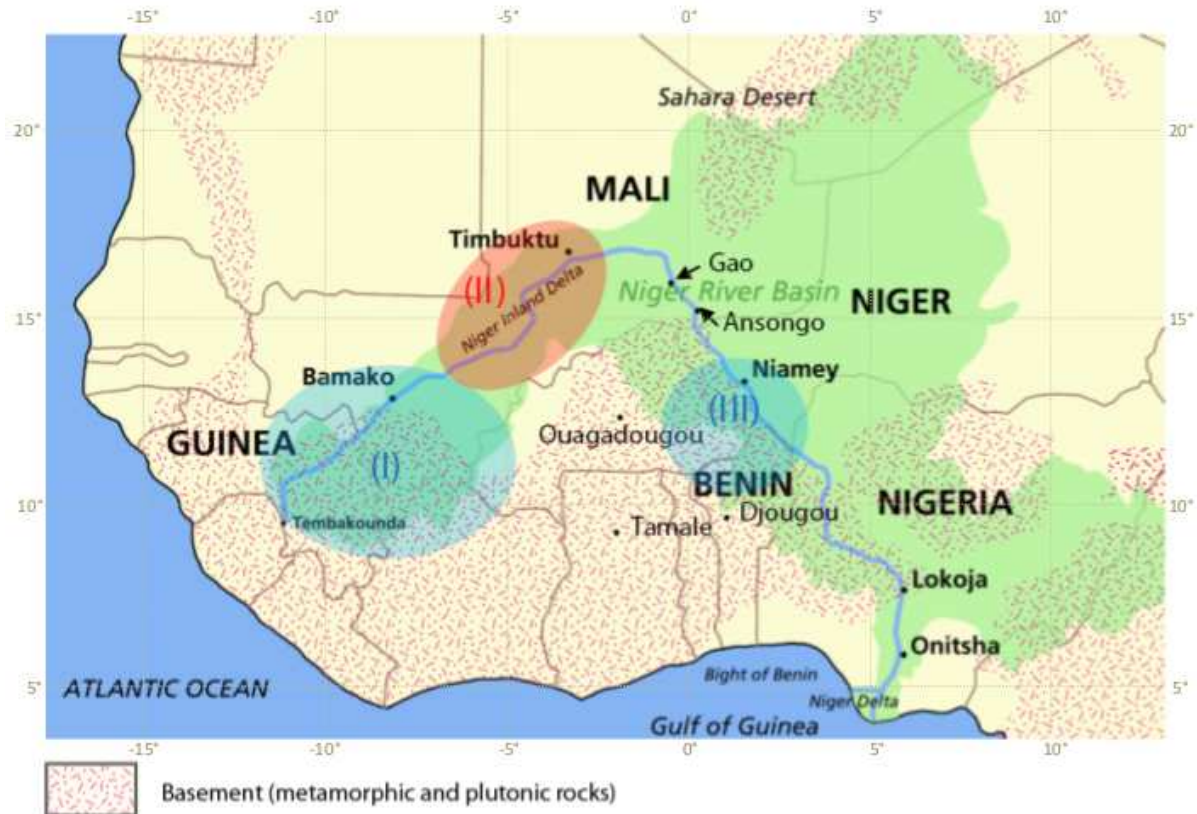 -15° -10° -5° 0° 5° 10°
Sahara Desert
20° 20°
MALI
Timbuktu
Gao
(II)
Niger River Basin
NIGER
Niger Inland Delta
15° 15°
Ansongo
Bamako
Niamey
(III)
Ouagadougou
GUINEA
(I)
BENIN
NIGERIA
10° 10°
Djougou
Tembakounda
Tamale
Lokoja
Onitsha
Bight of Benin
5° 5°
ATLANTIC OCEAN
Niger Delta
Gulf of Guinea
-15° -10° -5° 0° 5° 10°
Basement (metamorphic and plutonic rocks)